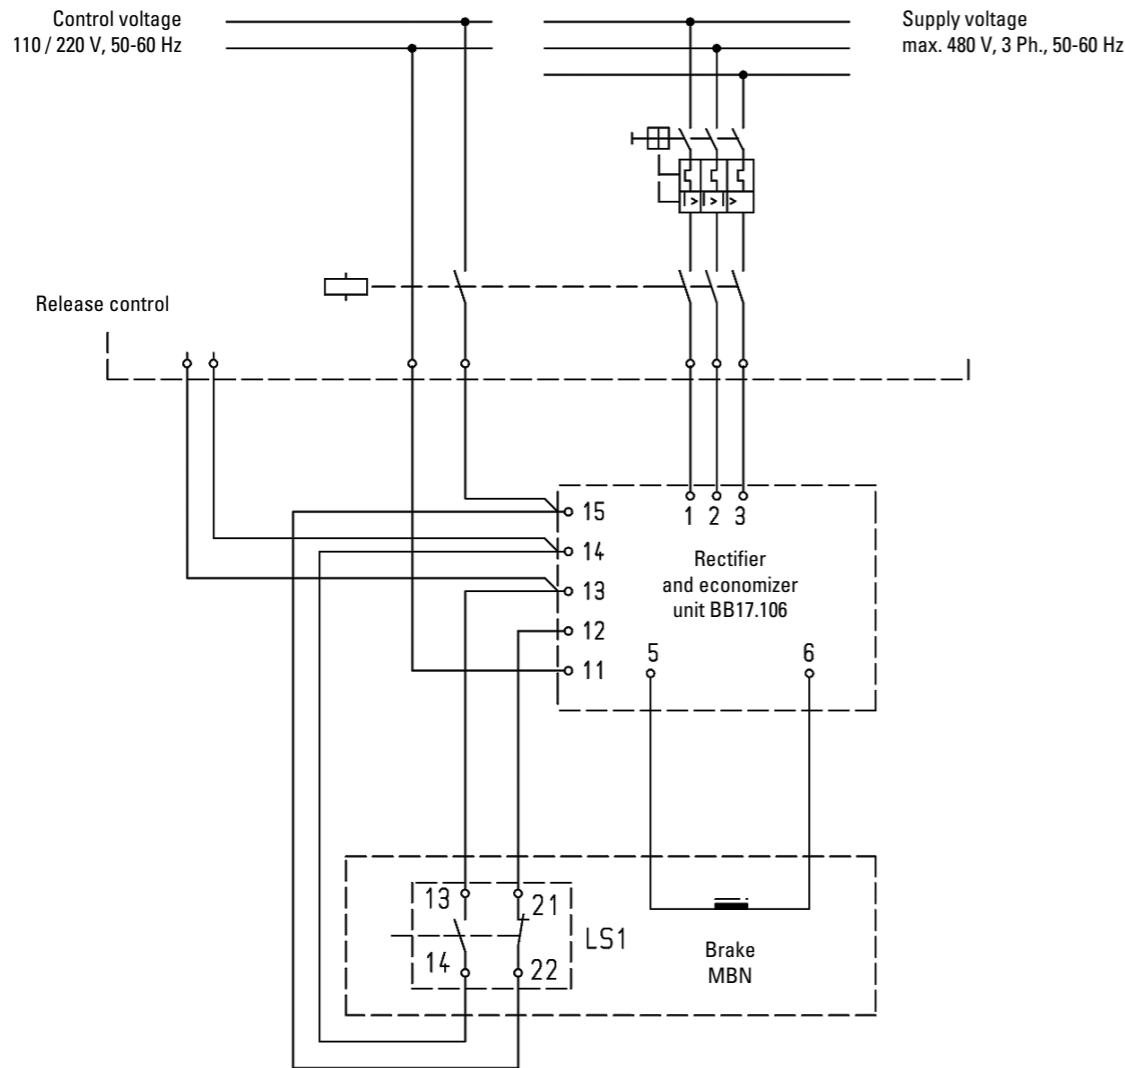 Control voltage
110 / 220 V, 50-60 Hz
Supply voltage
max. 480 V, 3 Ph., 50-60 Hz
I> I> I>
Release control
15
14
13
12
11
1 2 3
Rectifier
and economizer
unit BB17.106
5 6
13 21
LS1
14 22
Brake
MBN